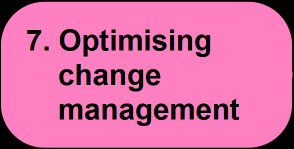 7. Optimising
change
management